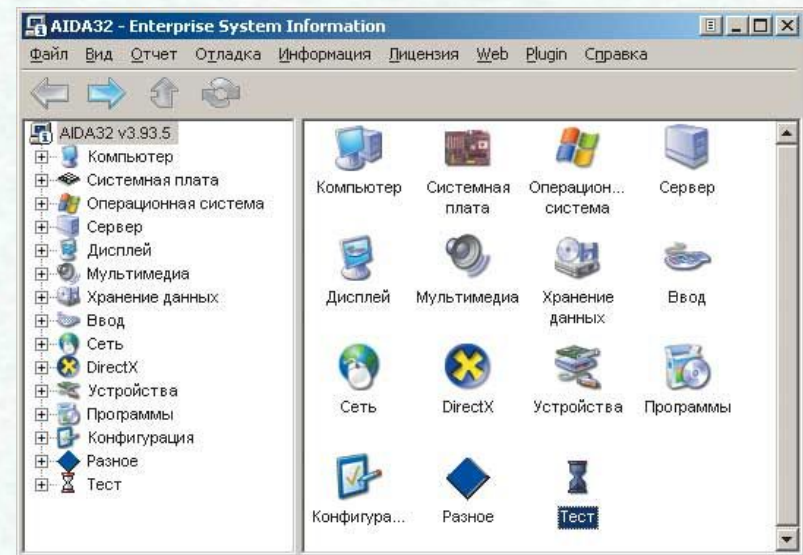 AIDA32 - Enterprise System Information
Файл Вид Отчет Отладка Информация Лицензия Web Plugin Справка
AIDA32 v3.93.5
Компьютер
Системная плата
Операционная система
Сервер
Дисплей
Мультимедиа
Хранение данных
Ввод
Сеть
DirectX
Устройства
Программы
Конфигурация
Разное
Тест
Компьютер
Системная
плата
Операцион...
система
Сервер
Дисплей
Мультимедиа
Хранение
данных
Ввод
Сеть
DirectX
Устройства
Программы
Конфигура...
Разное
Тест